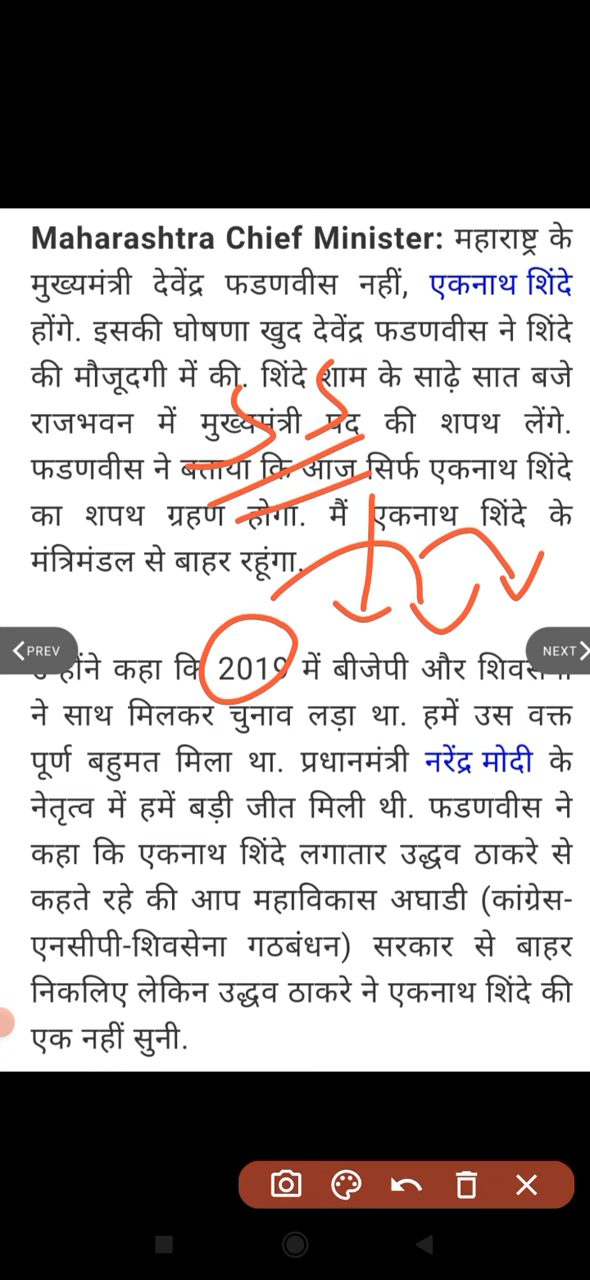 Maharashtra Chief Minister: महाराष्ट्र के
मुख्यमंत्री देवेंद्र फडणवीस नहीं, एकनाथ शिंदे
होंगे. इसकी घोषणा खुद देवेंद्र फडणवीस ने शिंदे
की मौजूदगी में की. शिंदे शाम के साढ़े सात बजे
राजभवन में मुख्यमंत्री पद की शपथ लेंगे.
फडणवीस ने बताया कि आज सिर्फ एकनाथ शिंदे
का शपथ ग्रहण होगा. मैं एकनाथ शिंदे के
मंत्रिमंडल से बाहर रहूंगा.
PREV
NEXT
कहा कि 2019 में बीजेपी और
ने साथ मिलकर चुनाव लड़ा था. हमें उस वक्त
पूर्ण बहुमत मिला था. प्रधानमंत्री नरेंद्र मोदी के
नेतृत्व में हमें बड़ी जीत मिली थी. फडणवीस ने
कहा कि एकनाथ शिंदे लगातार उद्धव ठाकरे से
कहते रहे की आप महाविकास अघाडी (कांग्रेस-
एनसीपी-शिवसेना गठबंधन) सरकार से बाहर
निकलिए लेकिन उद्धव ठाकरे ने एकनाथ शिंदे की
एक नहीं सुनी.